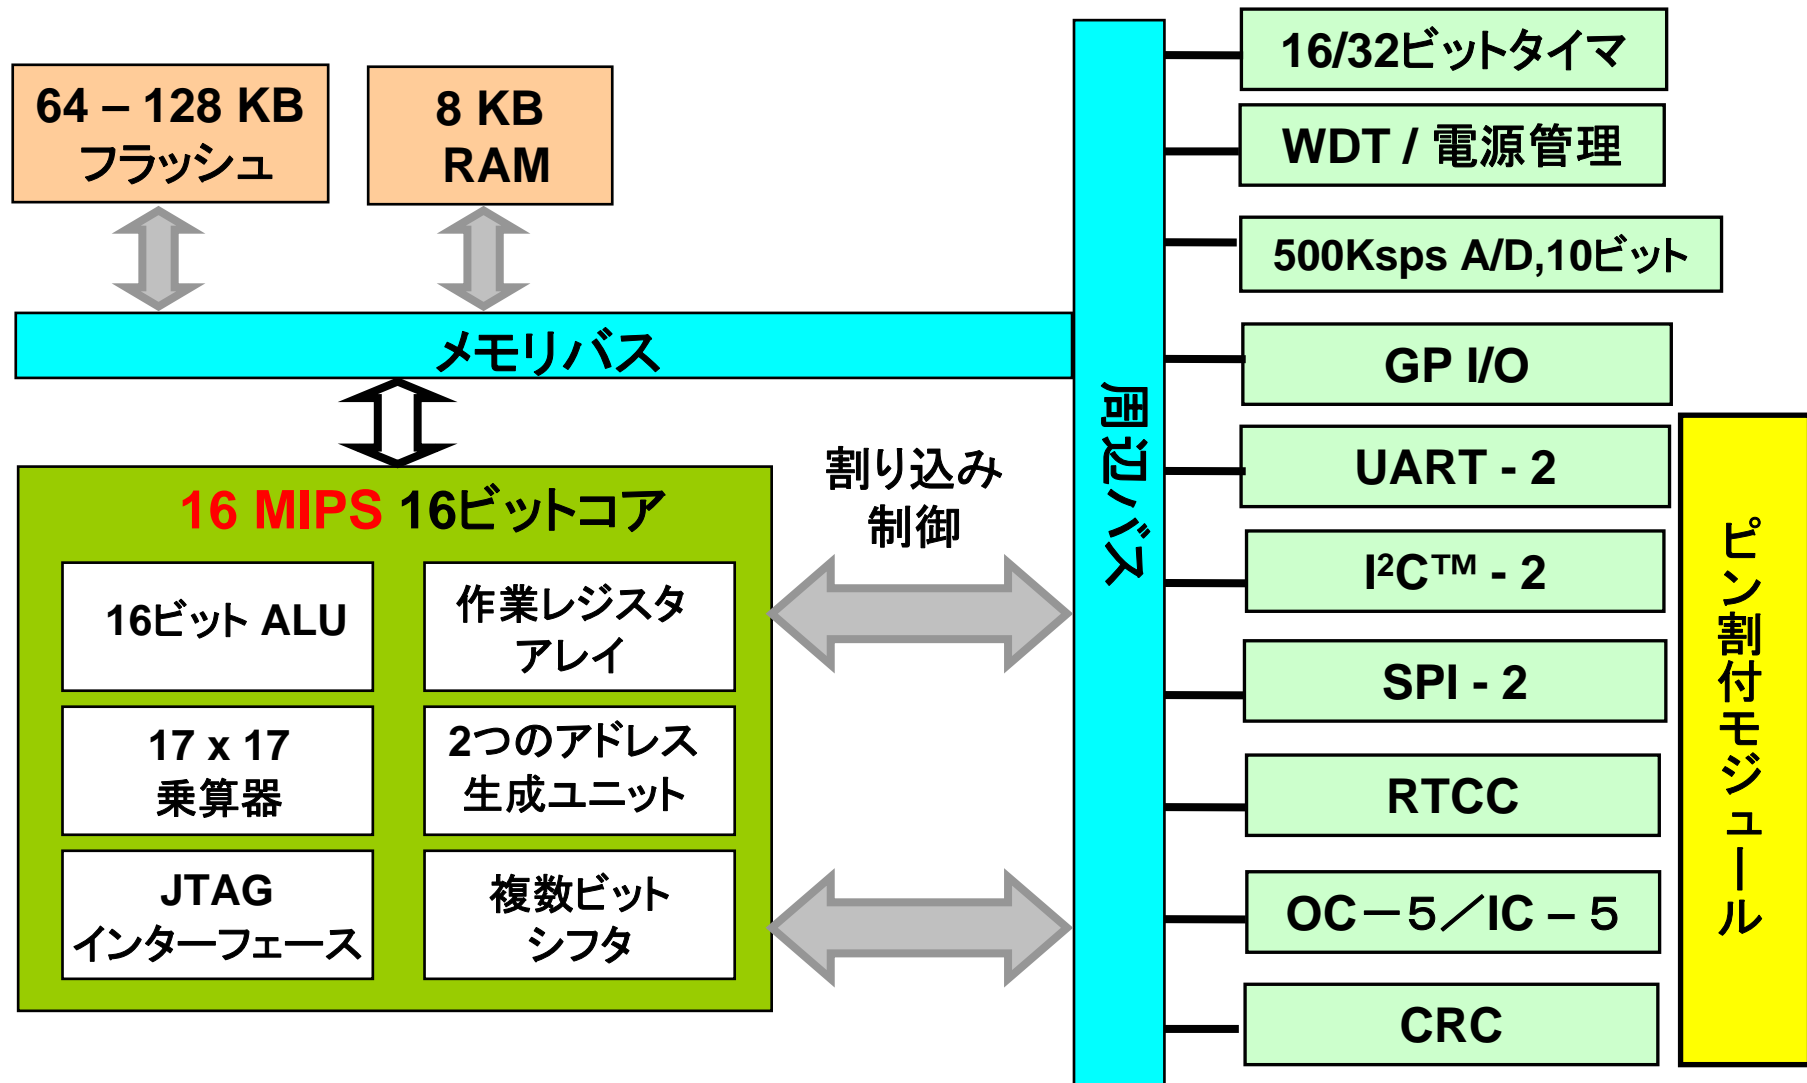 64 – 128 KB
フラッシュ
8 KB
RAM
メモリバス
16 MIPS 16ビットコア
16ビット ALU
作業レジスタ
アレイ
17 x 17
乗算器
2つのアドレス
生成ユニット
JTAG
インターフェース
複数ビット
シフタ
割り込み
制御
周辺バス
16/32ビットタイマ
WDT / 電源管理
500Ksps A/D,10ビット
GP I/O
UART - 2
I²C™ - 2
SPI - 2
RTCC
OC－５／IC – ５
CRC
ピン割付モジュール